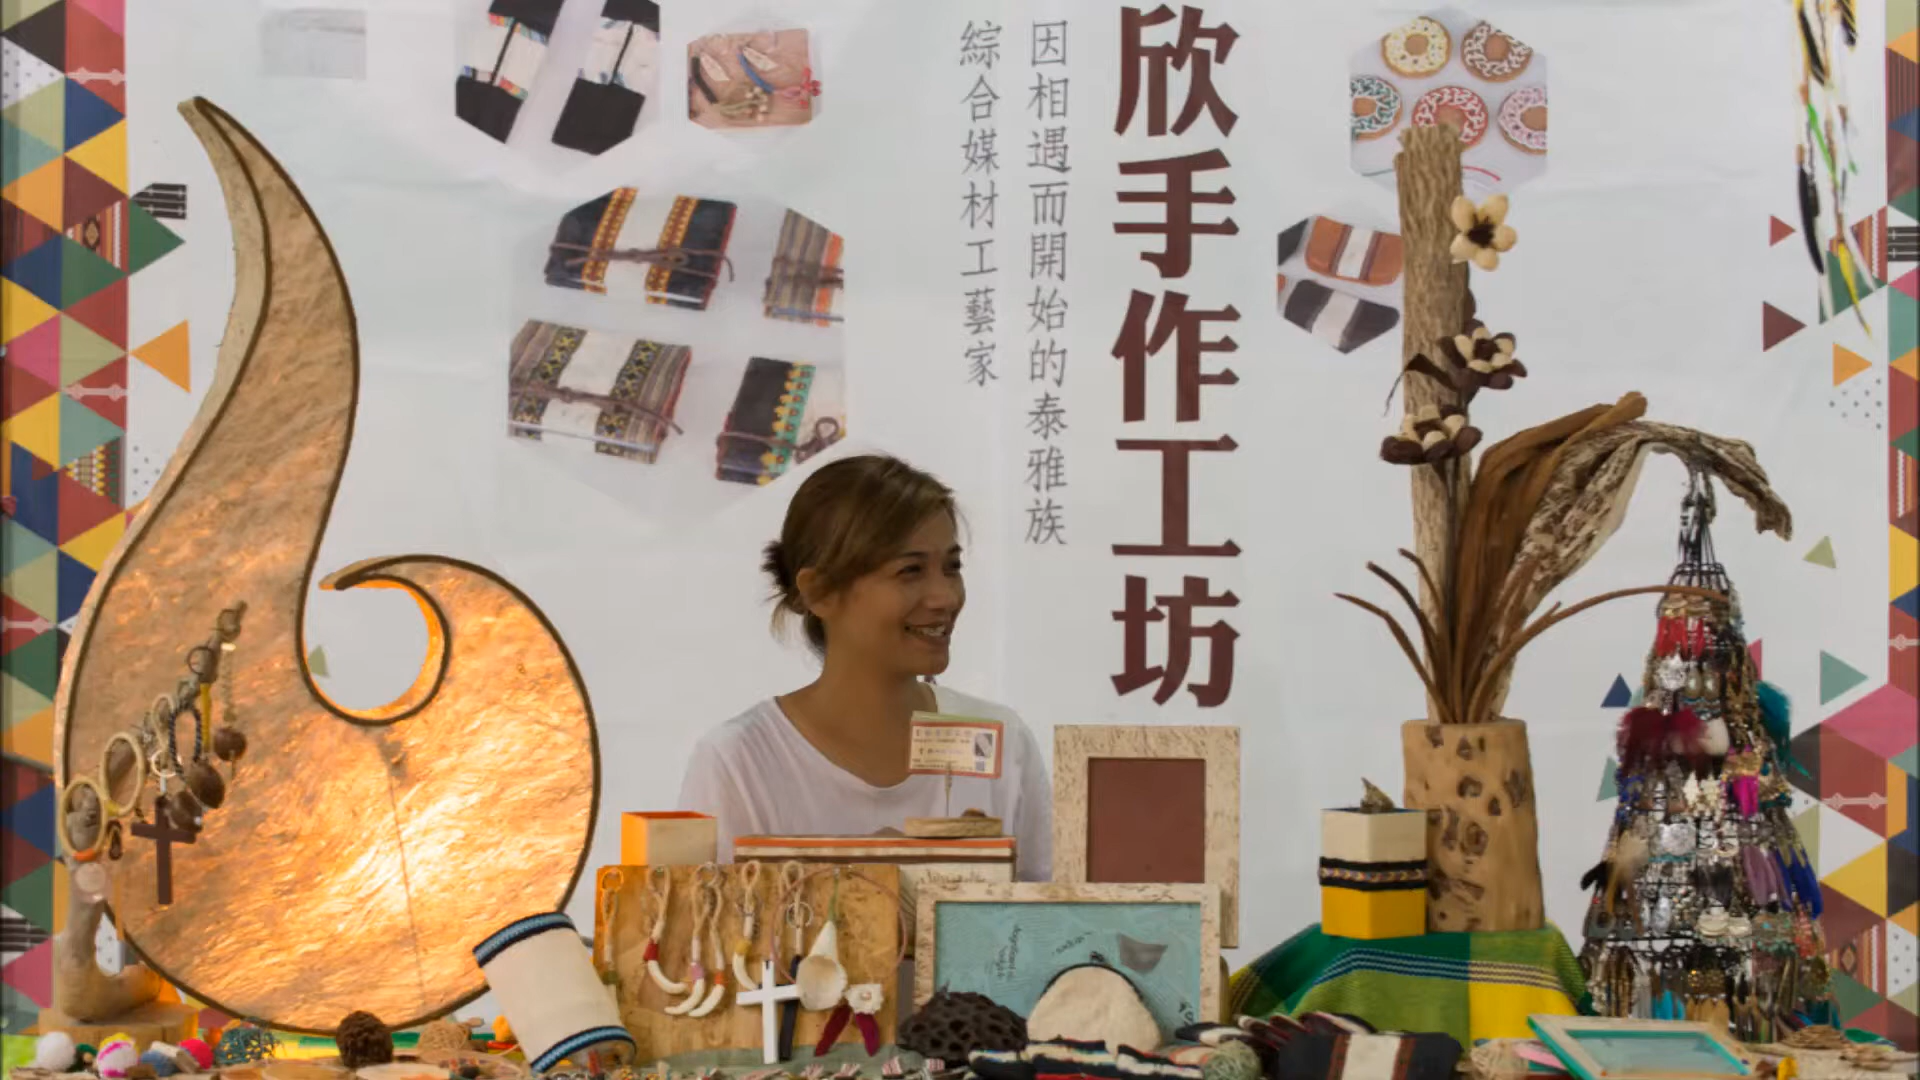 欣手作工坊
因相遇而開始的泰雅族
綜合媒材工藝家